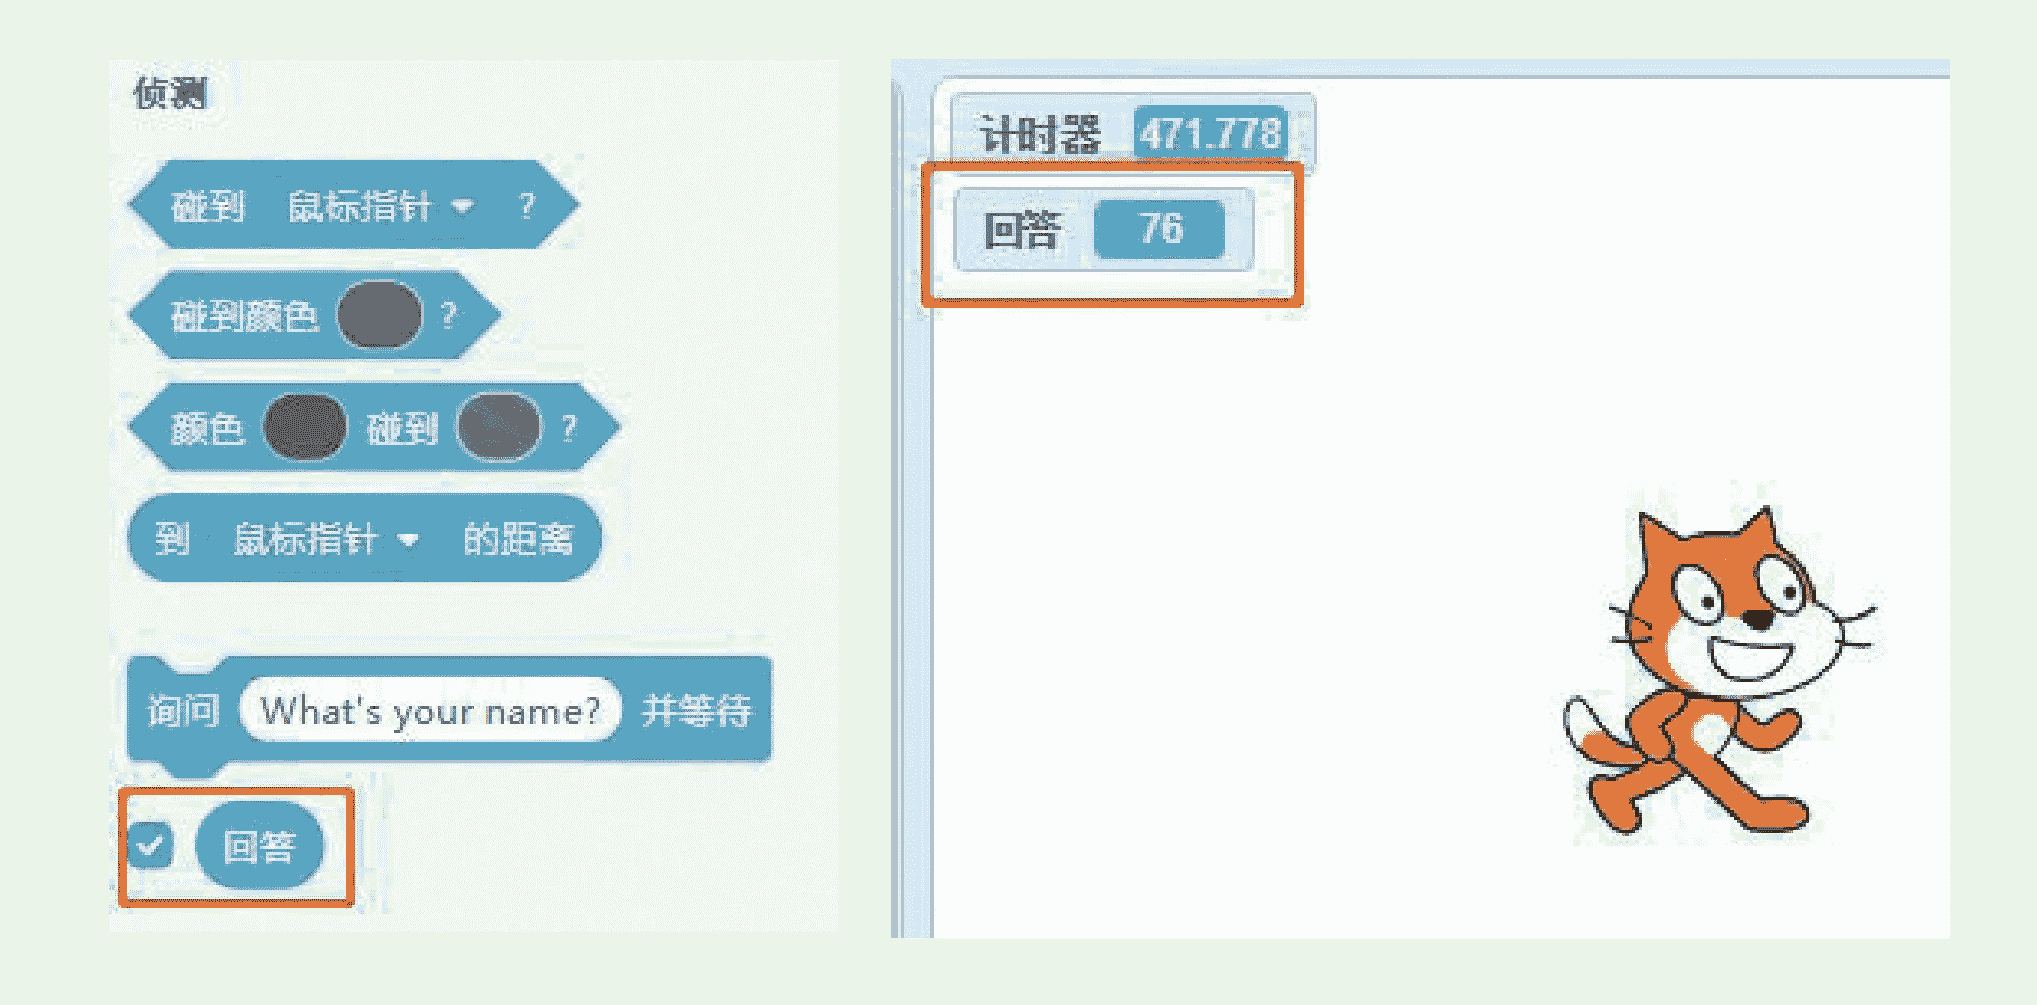 侦测
碰到 鼠标指针 ?
碰到颜色 ?
颜色 碰到 ?
到 鼠标指针 的距离
询问 What's your name? 并等待
回答
计时器 471.778
回答 76